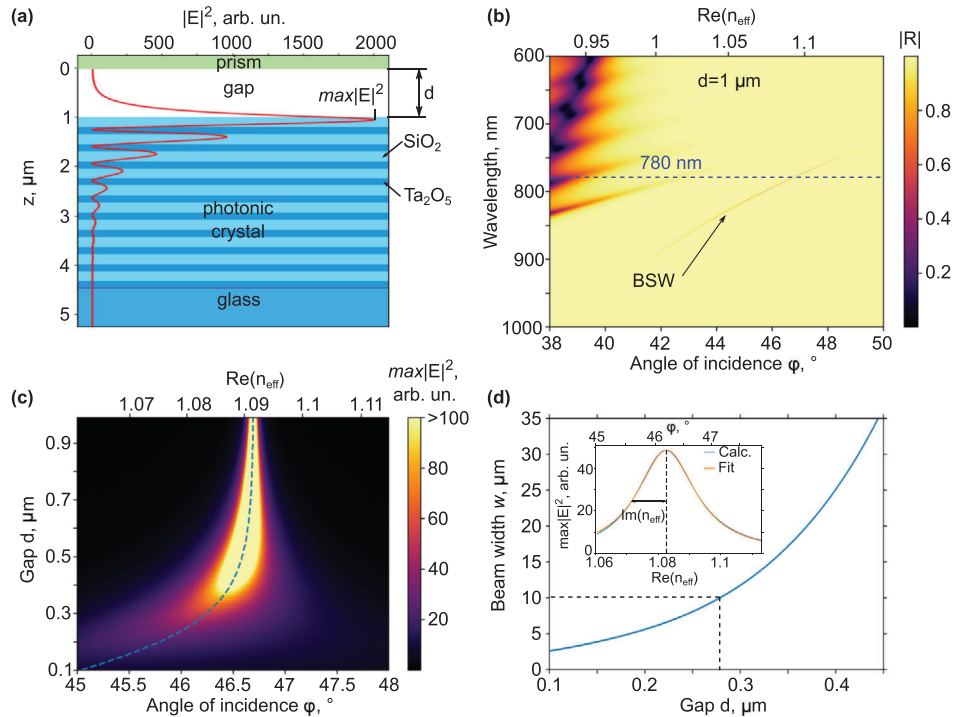 (a)
|E|², arb. un.
0 500 1000 1500 2000
prism
gap
d
max|E|²
SiO₂
Ta₂O₅
photonic
crystal
glass
z, µm
0
1
2
3
4
5
(b)
Re(n_eff)
0.95 1 1.05 1.1
|R|
d=1 µm
780 nm
BSW
Wavelength, nm
600
700
800
900
1000
38 40 42 44 46 48 50
Angle of incidence φ, °
0.8
0.6
0.4
0.2
(c)
Re(n_eff)
1.07 1.08 1.09 1.1 1.11
max|E|²,
arb. un.
>100
80
60
40
20
Gap d, µm
0.9
0.7
0.5
0.3
0.1
45 45.5 46 46.5 47 47.5 48
Angle of incidence φ, °
(d)
Beam width w, µm
35
30
25
20
15
10
5
0
0.1 0.2 0.3 0.4
Gap d, µm
φ, °
45 46 47
Calc.
Fit
max|E|², arb. un.
40
20
0
Im(n_eff)
1.06 1.08 1.1
Re(n_eff)